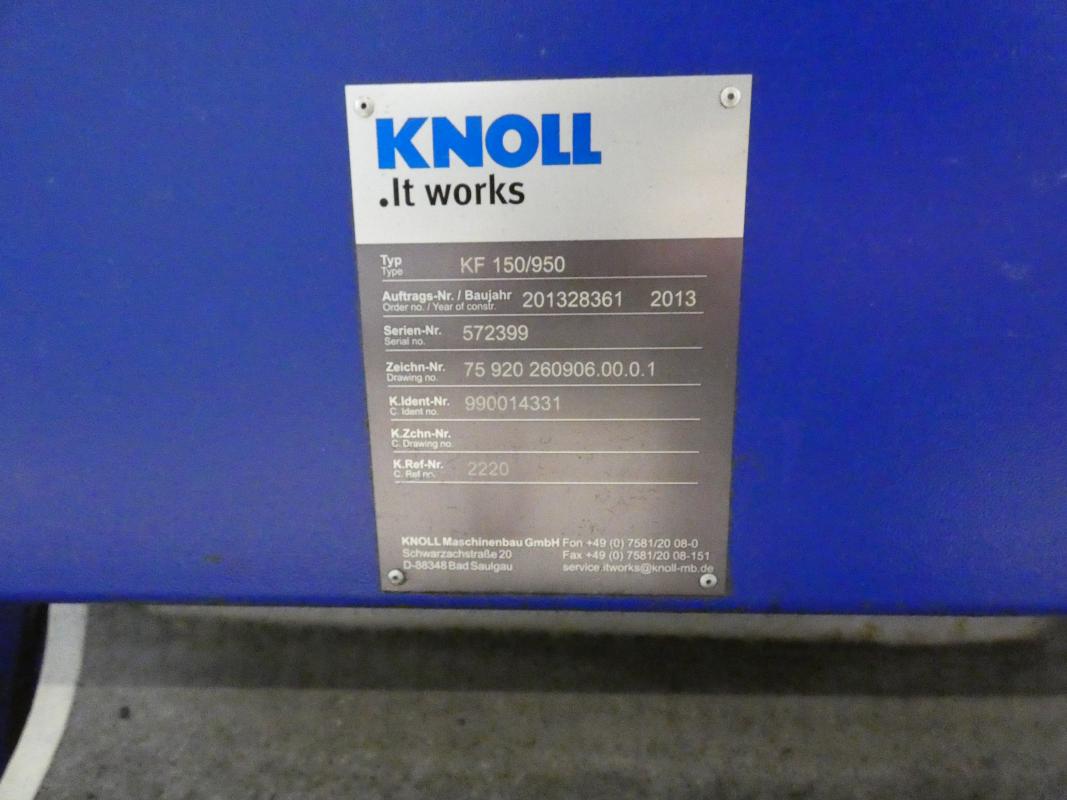 KNOLL
.It works
Typ
Type
KF 150/950
Auftrags-Nr. / Baujahr
Order no. / Year of constr.
201328361 2013
Serien-Nr.
Serial no.
572399
Zeichn-Nr.
Drawing no.
75 920 260906.00.0.1
K.Ident-Nr.
C. Ident no.
990014331
K.Zchn-Nr.
C. Drawing no.
K.Ref-Nr.
C. Ref no.
2220
KNOLL Maschinenbau GmbH Fon +49 (0) 7581/20 08-0
Schwarzachstraße 20 Fax +49 (0) 7581/20 08-151
D-88348 Bad Saulgau service.itworks@knoll-mb.de